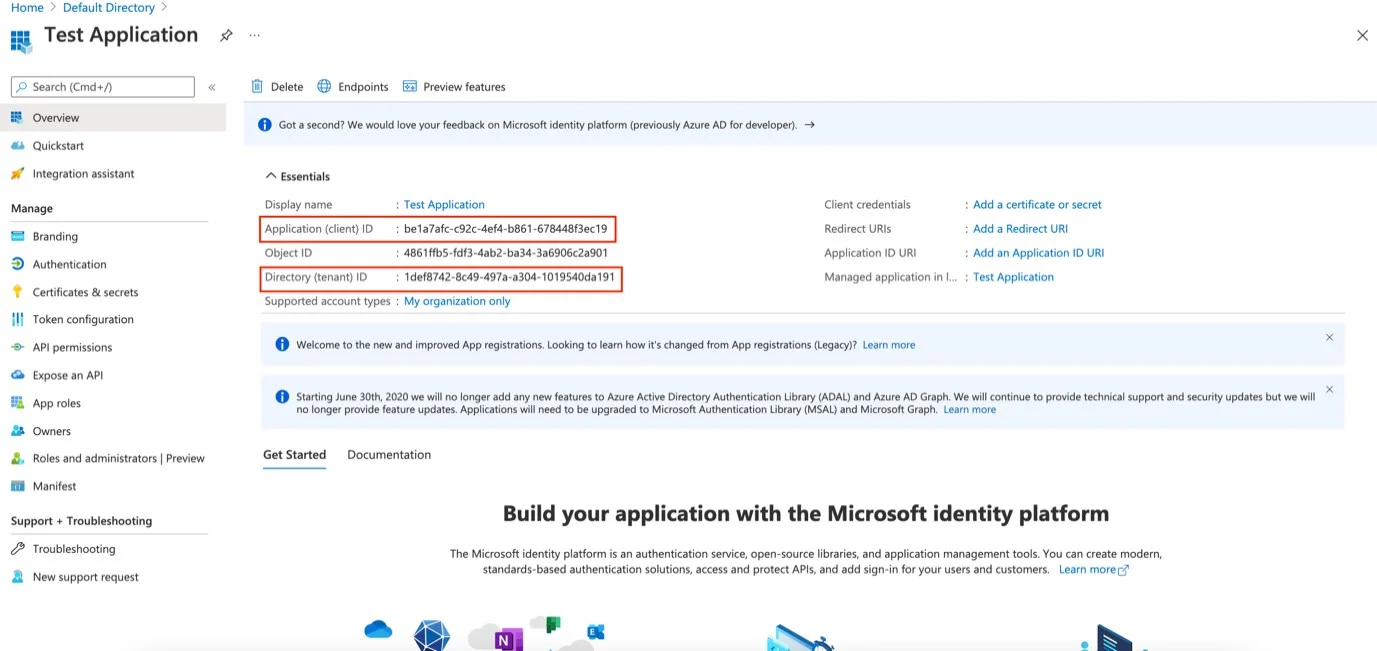 Home > Default Directory >
Test Application
...
Search (Cmd+/)
«
Overview
Quickstart
Integration assistant
Manage
Branding
Authentication
Certificates & secrets
Token configuration
API permissions
Expose an API
App roles
Owners
Roles and administrators | Preview
Manifest
Support + Troubleshooting
Troubleshooting
New support request
Delete Endpoints Preview features
Got a second? We would love your feedback on Microsoft identity platform (previously Azure AD for developer). →
Essentials
Display name : Test Application
Application (client) ID : be1a7afc-c92c-4ef4-b861-678448f3ec19
Object ID : 4861ffb5-fdf3-4ab2-ba34-3a6906c2a901
Directory (tenant) ID : 1def8742-8c49-497a-a304-1019540da191
Supported account types : My organization only
Client credentials : Add a certificate or secret
Redirect URIs : Add a Redirect URI
Application ID URI : Add an Application ID URI
Managed application in l... : Test Application
Welcome to the new and improved App registrations. Looking to learn how it's changed from App registrations (Legacy)? Learn more
Starting June 30th, 2020 we will no longer add any new features to Azure Active Directory Authentication Library (ADAL) and Azure AD Graph. We will continue to provide technical support and security updates but we will
no longer provide feature updates. Applications will need to be upgraded to Microsoft Authentication Library (MSAL) and Microsoft Graph. Learn more
Get Started Documentation
Build your application with the Microsoft identity platform
The Microsoft identity platform is an authentication service, open-source libraries, and application management tools. You can create modern,
standards-based authentication solutions, access and protect APIs, and add sign-in for your users and customers. Learn more
N
E